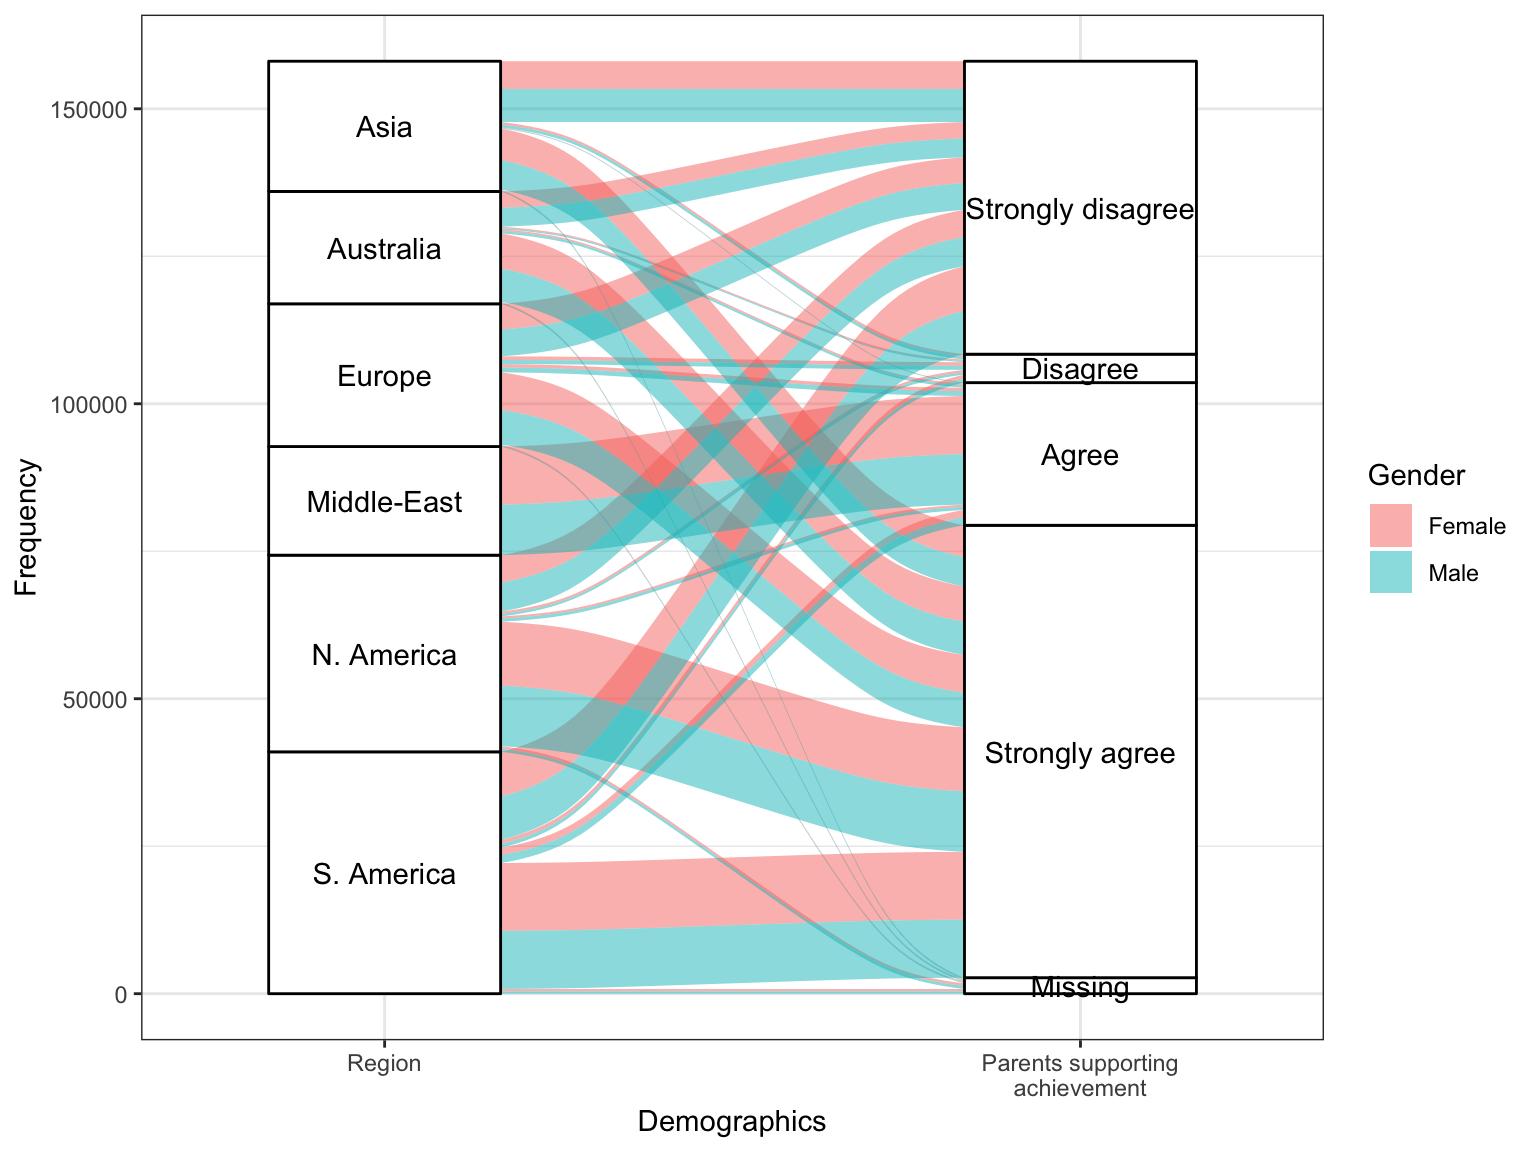 Frequency
150000
100000
50000
0
Asia
Australia
Europe
Middle-East
N. America
S. America
Strongly disagree
Disagree
Agree
Strongly agree
Missing
Region
Parents supporting
achievement
Demographics
Gender
Female
Male